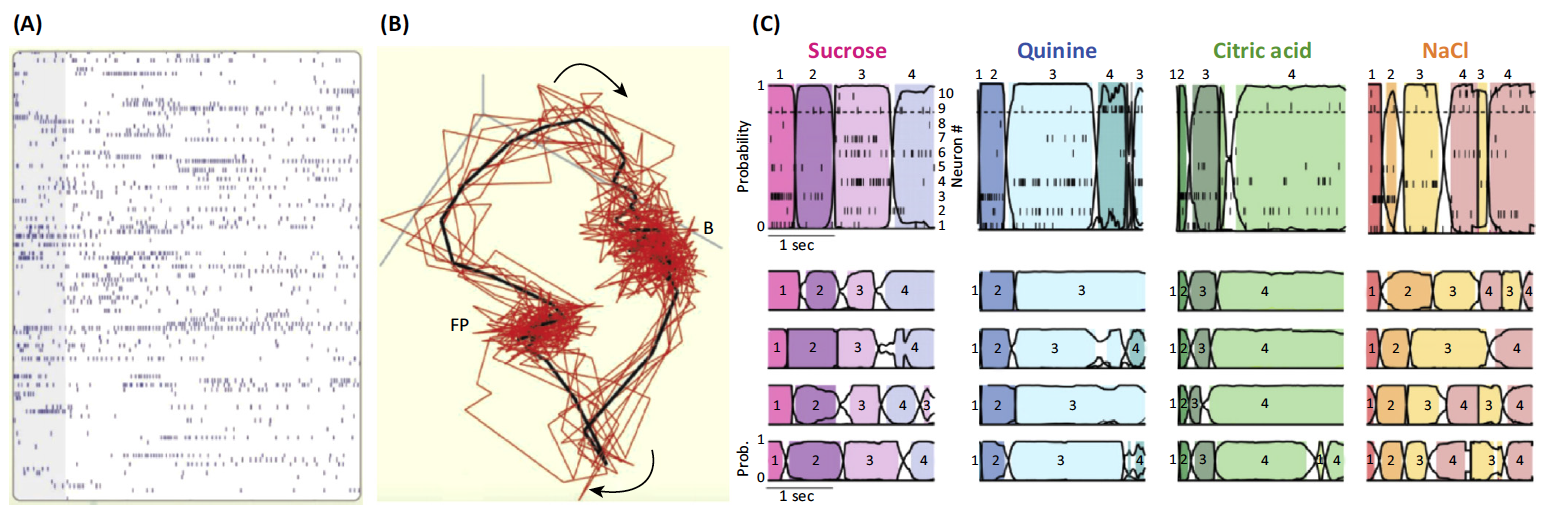 (A)
(B)
(C)
B
FP
Sucrose
Quinine
Citric acid
NaCl
1 2 3 4
1 2 3 4 3
12 3 4
1 2 3 4 3 4
Probability
1
0
10
9
8
7
6
5
4
3
2
1
Neuron #
1 sec
1 2 3 4
1 2 3
1 2 3 4
1 2 3 4 3 4
1 2 3 4
1 2 3 4
1 2 3 4
1 2 3 4
1 2 3 4 3
1 2 3
1 2 3 4
1 2 3 4 3 4
Prob.
1
0
1 2 3 4
1 2 3 4
1 2 3 4 1 4
1 2 3 4 3 4
1 sec